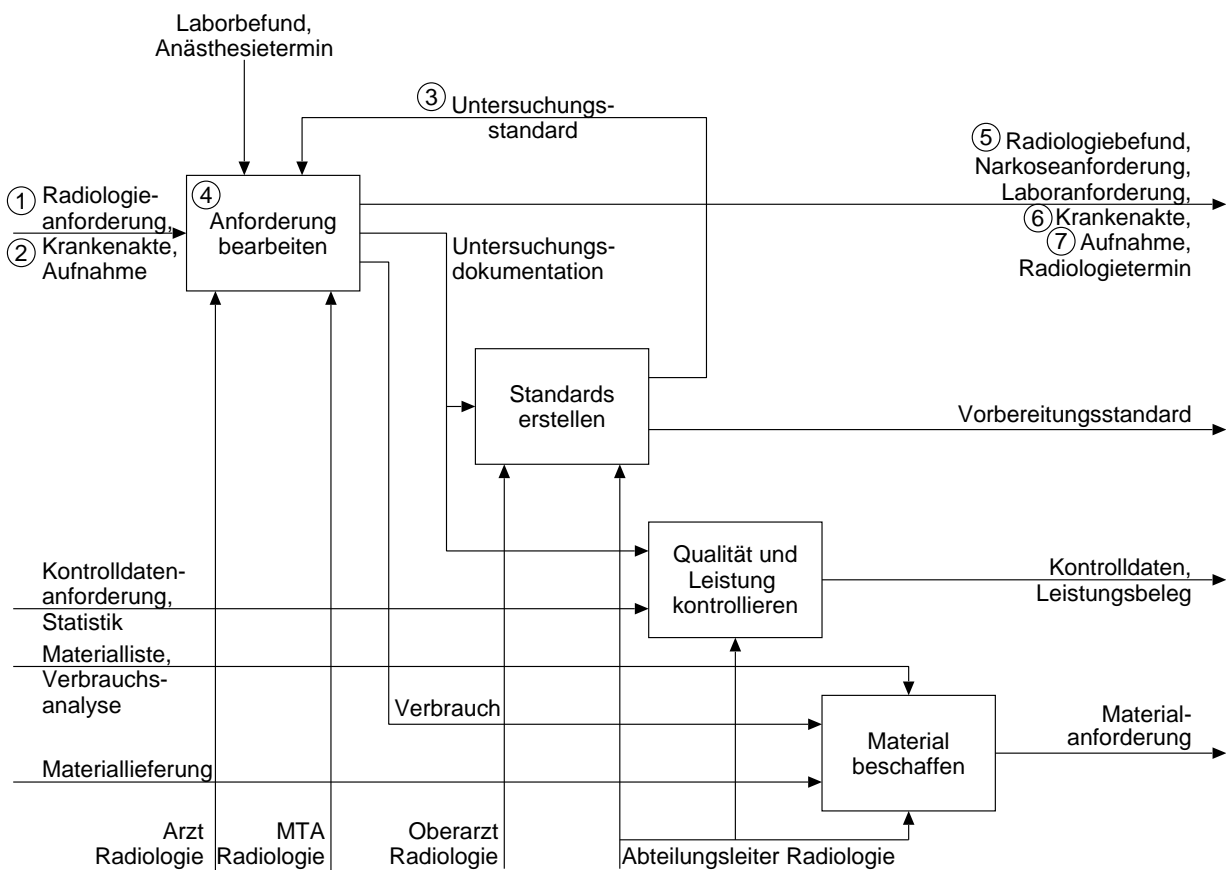 Laborbefund,
Anästhesietermin
③ Untersuchungs-
standard
① Radiologie-
anforderung,
② Krankenakte,
Aufnahme
④
Anforderung
bearbeiten
⑤ Radiologiebefund,
Narkoseanforderung,
Laboranforderung,
⑥ Krankenakte,
⑦ Aufnahme,
Radiologietermin
Untersuchungs-
dokumentation
Standards
erstellen
Vorbereitungsstandard
Qualität und
Leistung
kontrollieren
Kontrolldaten-
anforderung,
Statistik
Kontrolldaten,
Leistungsbeleg
Materialliste,
Verbrauchs-
analyse
Verbrauch
Material
beschaffen
Material-
anforderung
Materiallieferung
Arzt
Radiologie
MTA
Radiologie
Oberarzt
Radiologie
Abteilungsleiter Radiologie